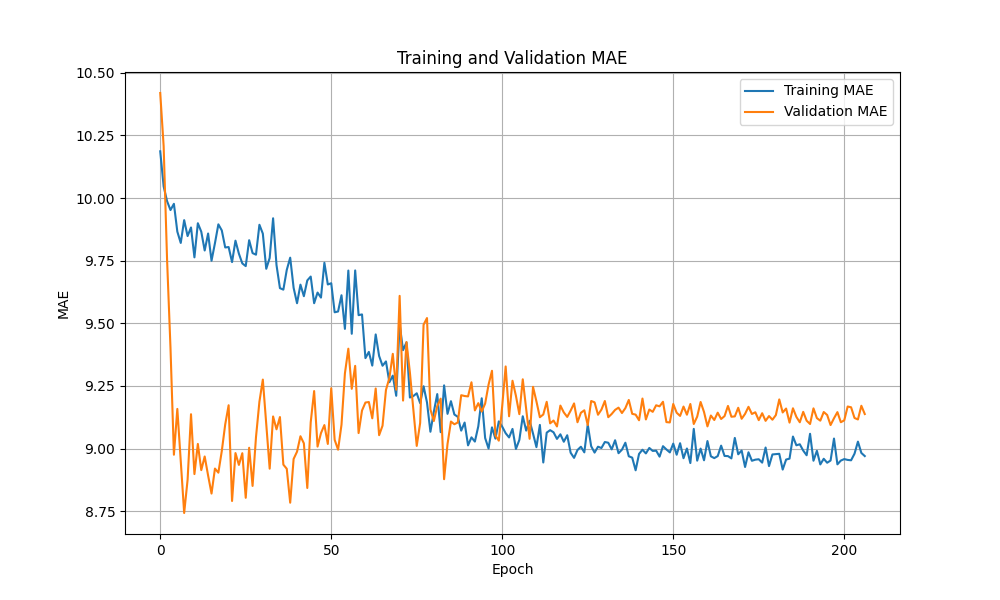 Training and Validation MAE
Training MAE
Validation MAE
MAE
10.50
10.25
10.00
9.75
9.50
9.25
9.00
8.75
0 50 100 150 200
Epoch